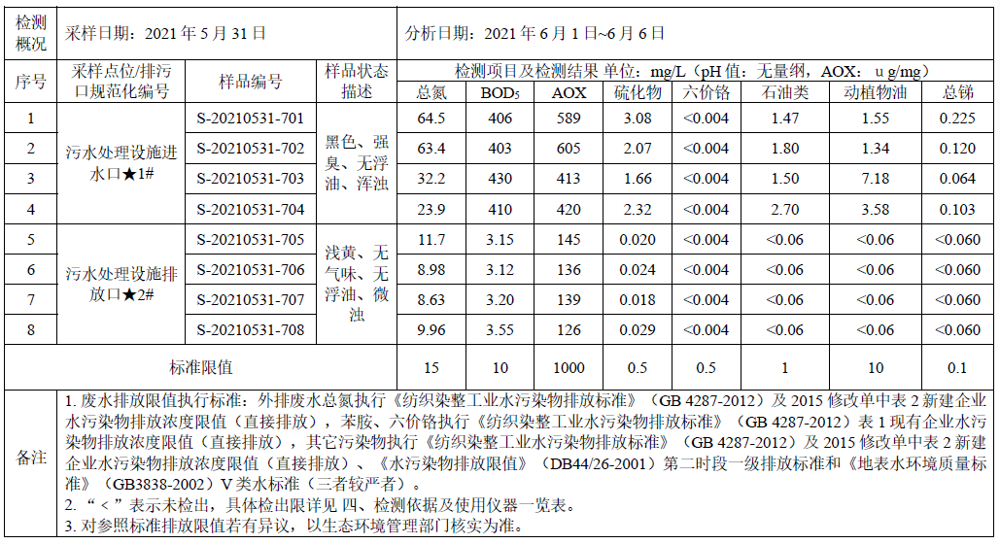 检测概况 采样日期：2021 年 5 月 31 日 分析日期：2021 年 6 月 1 日~6 月 6 日
序号 采样点位/排污口规范化编号 样品编号 样品状态描述 检测项目及检测结果 单位：mg/L（pH 值：无量纲，AOX： u g/mg）
总氮 BOD₅ AOX 硫化物 六价铬 石油类 动植物油 总锑
1 污水处理设施进水口★1# S-20210531-701 黑色、强臭、无浮油、浑浊 64.5 406 589 3.08 <0.004 1.47 1.55 0.225
2 S-20210531-702 63.4 403 605 2.07 <0.004 1.80 1.34 0.120
3 S-20210531-703 32.2 430 413 1.66 <0.004 1.50 7.18 0.064
4 S-20210531-704 23.9 410 420 2.32 <0.004 2.70 3.58 0.103
5 污水处理设施排放口★2# S-20210531-705 浅黄、无气味、无浮油、微浊 11.7 3.15 145 0.020 <0.004 <0.06 <0.06 <0.060
6 S-20210531-706 8.98 3.12 136 0.024 <0.004 <0.06 <0.06 <0.060
7 S-20210531-707 8.63 3.20 139 0.018 <0.004 <0.06 <0.06 <0.060
8 S-20210531-708 9.96 3.55 126 0.029 <0.004 <0.06 <0.06 <0.060
标准限值 15 10 1000 0.5 0.5 1 10 0.1
备注
1. 废水排放限值执行标准：外排废水总氮执行《纺织染整工业水污染物排放标准》（GB 4287-2012）及 2015 修改单中表 2 新建企业
水污染物排放浓度限值（直接排放），苯胺、六价铬执行《纺织染整工业水污染物排放标准》（GB 4287-2012）表 1 现有企业水污
染物排放浓度限值（直接排放），其它污染物执行《纺织染整工业水污染物排放标准》（GB 4287-2012）及 2015 修改单中表 2 新建
企业水污染物排放浓度限值（直接排放）、《水污染物排放限值》（DB44/26-2001）第二时段一级排放标准和《地表水环境质量标
准》（GB3838-2002）V 类水标准（三者较严者）。
2. “＜”表示未检出，具体检出限详见 四、检测依据及使用仪器一览表。
3. 对参照标准排放限值若有异议，以生态环境管理部门核实为准。